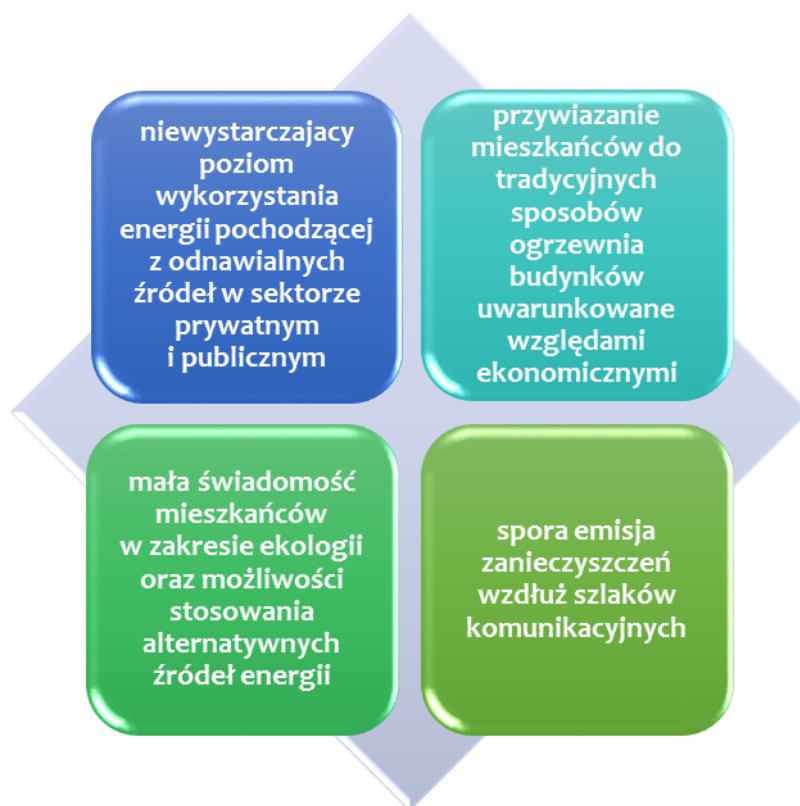 niewystarczajacy
poziom
wykorzystania
energii pochodzącej
z odnawialnych
źródeł w sektorze
prywatnym
i publicznym
przywiazanie
mieszkańców do
tradycyjnych
sposobów
ogrzewnia
budynków
uwarunkowane
względami
ekonomicznymi
mała świadomość
mieszkańców
w zakresie ekologii
oraz możliwości
stosowania
alternatywnych
źródeł energii
spora emisja
zanieczyszczeń
wzdłuż szlaków
komunikacyjnych